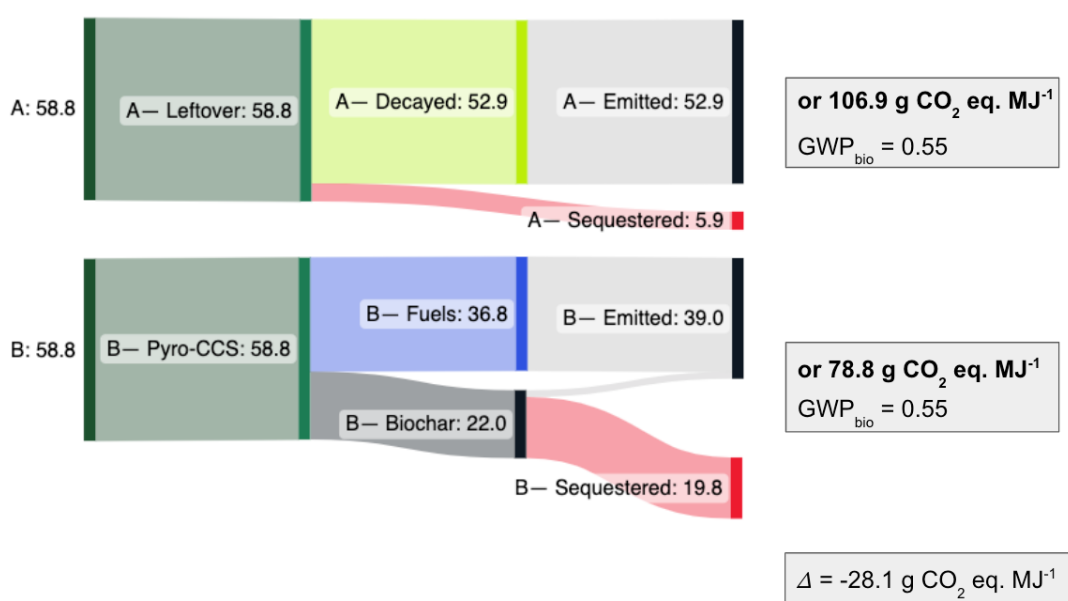 A: 58.8
A— Leftover: 58.8
A— Decayed: 52.9
A— Emitted: 52.9
or 106.9 g CO₂ eq. MJ⁻¹
GWP_bio = 0.55
A— Sequestered: 5.9
B: 58.8
B— Pyro-CCS: 58.8
B— Fuels: 36.8
B— Emitted: 39.0
or 78.8 g CO₂ eq. MJ⁻¹
GWP_bio = 0.55
B— Biochar: 22.0
B— Sequestered: 19.8
Δ = -28.1 g CO₂ eq. MJ⁻¹